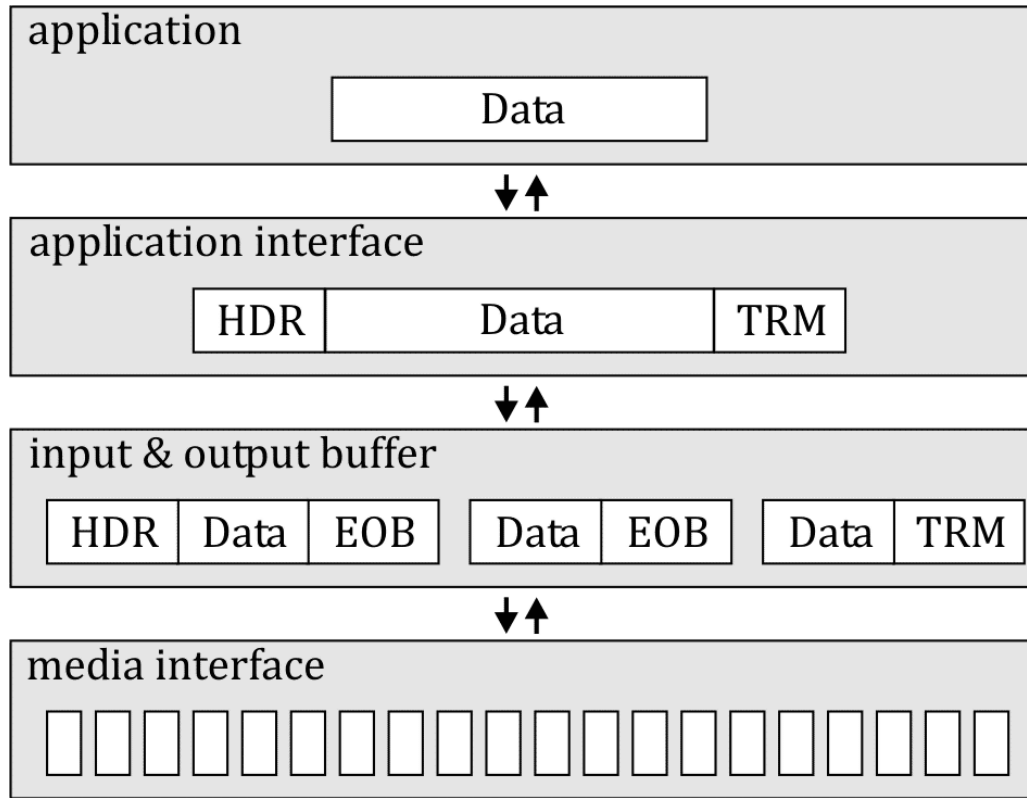 application
Data
application interface
HDR Data TRM
input & output buffer
HDR Data EOB Data EOB Data TRM
media interface